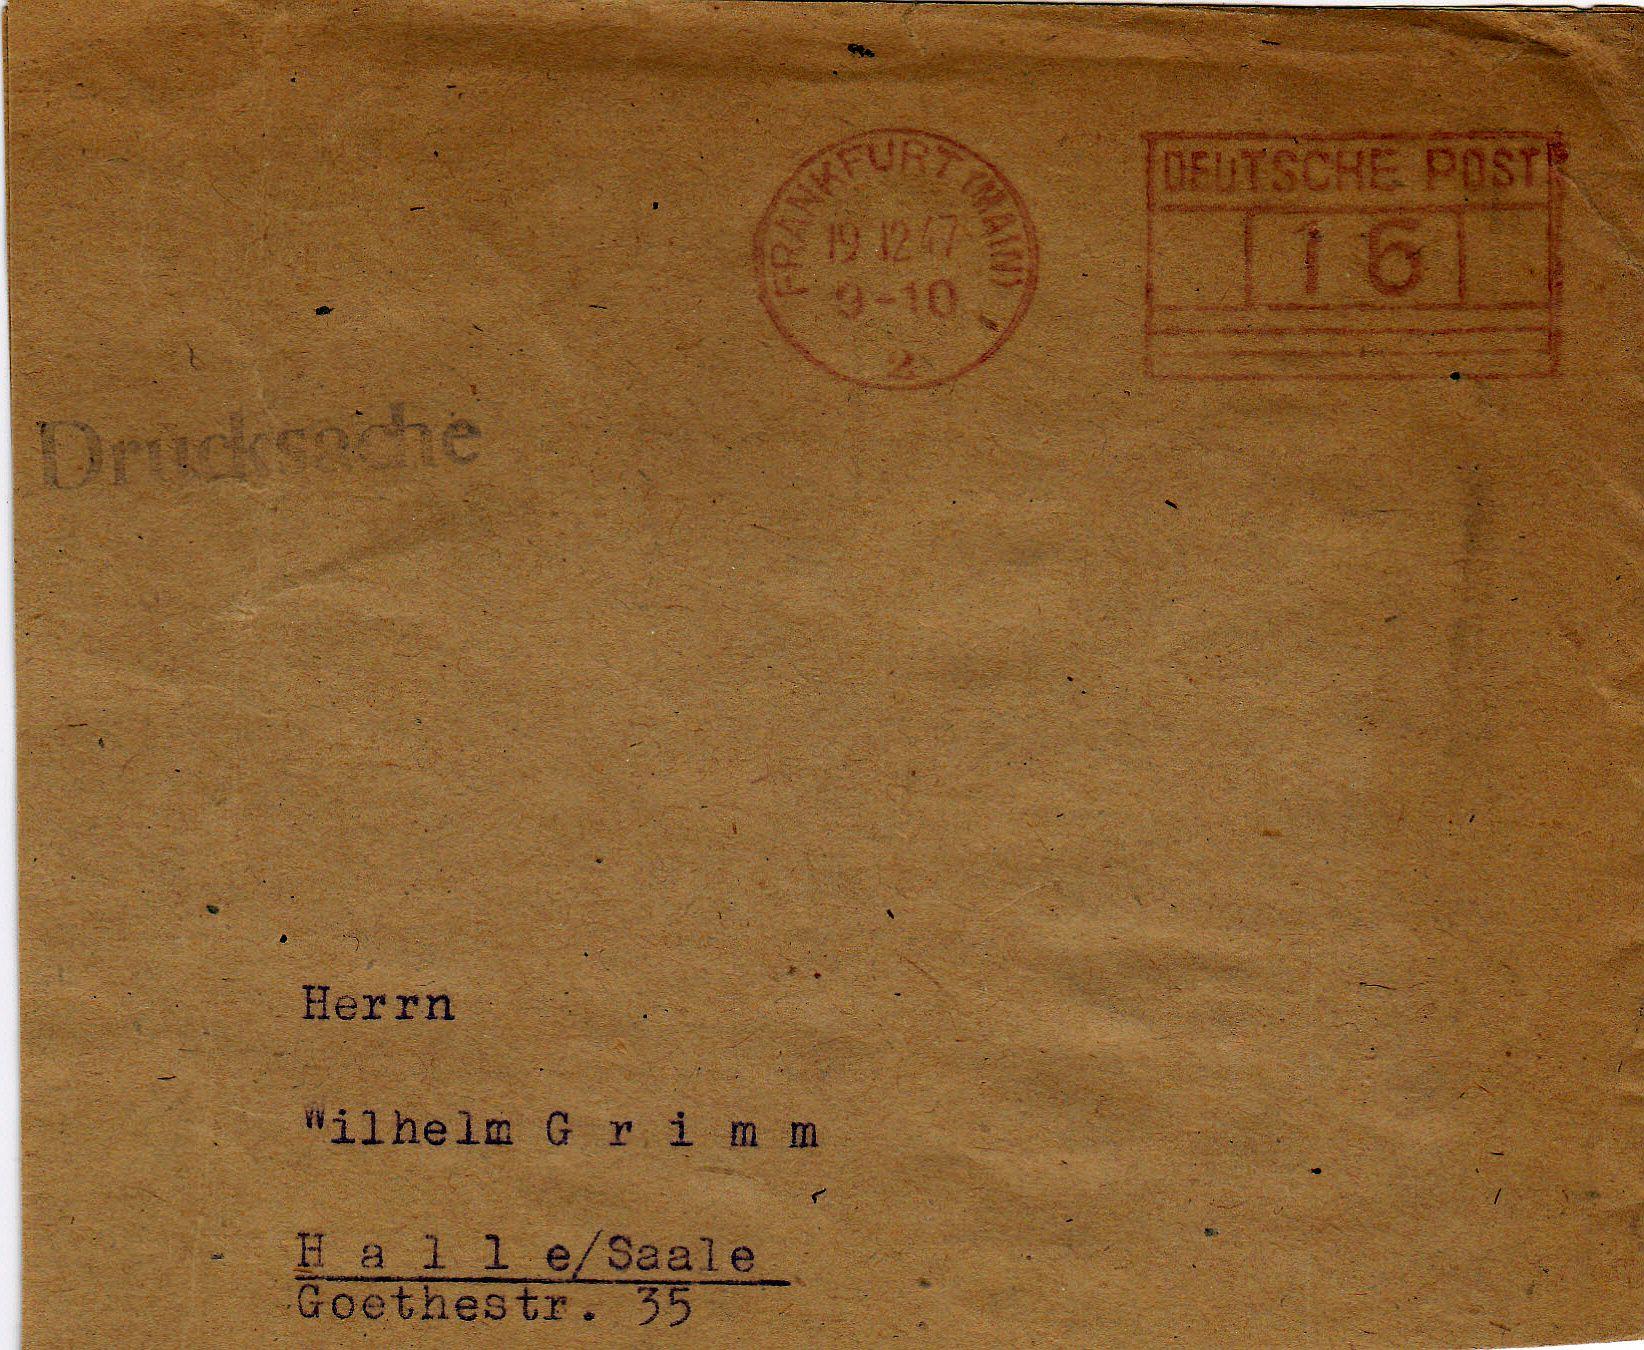 FRANKFURT (MAIN)
19.12.47
9-10
2
DEUTSCHE POST
16
Drucksache
Herrn
Wilhelm G r i m m
H a l l e/Saale
Goethestr. 35